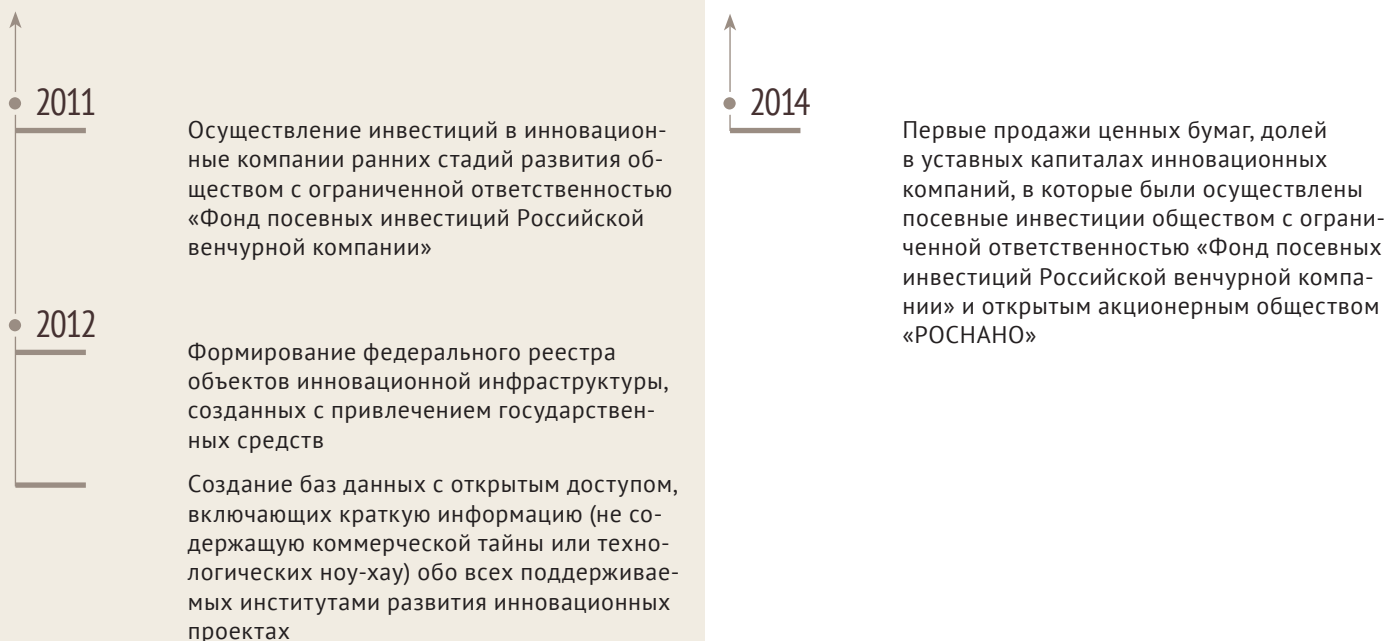 2011
Осуществление инвестиций в инновацион-
ные компании ранних стадий развития об-
ществом с ограниченной ответственностью
«Фонд посевных инвестиций Российской
венчурной компании»
2012
Формирование федерального реестра
объектов инновационной инфраструктуры,
созданных с привлечением государствен-
ных средств
Создание баз данных с открытым доступом,
включающих краткую информацию (не со-
держащую коммерческой тайны или техно-
логических ноу-хау) обо всех поддерживае-
мых институтами развития инновационных
проектах
2014
Первые продажи ценных бумаг, долей
в уставных капиталах инновационных
компаний, в которые были осуществлены
посевные инвестиции обществом с ограни-
ченной ответственностью «Фонд посевных
инвестиций Российской венчурной компа-
нии» и открытым акционерным обществом
«РОСНАНО»